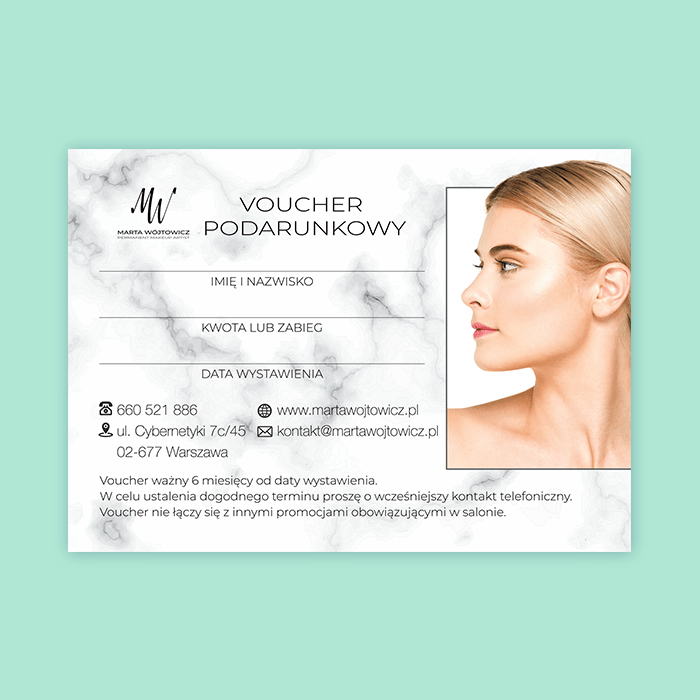 MW
MARTA WÓJTOWICZ
PERMANENT MAKEUP ARTIST
VOUCHER
PODARUNKOWY
IMIĘ I NAZWISKO
KWOTA LUB ZABIEG
DATA WYSTAWIENIA
660 521 886
www.martawojtowicz.pl
ul. Cybernetyki 7c/45
kontakt@martawojtowicz.pl
02-677 Warszawa
Voucher ważny 6 miesięcy od daty wystawienia.
W celu ustalenia dogodnego terminu proszę o wcześniejszy kontakt telefoniczny.
Voucher nie łączy się z innymi promocjami obowiązującymi w salonie.